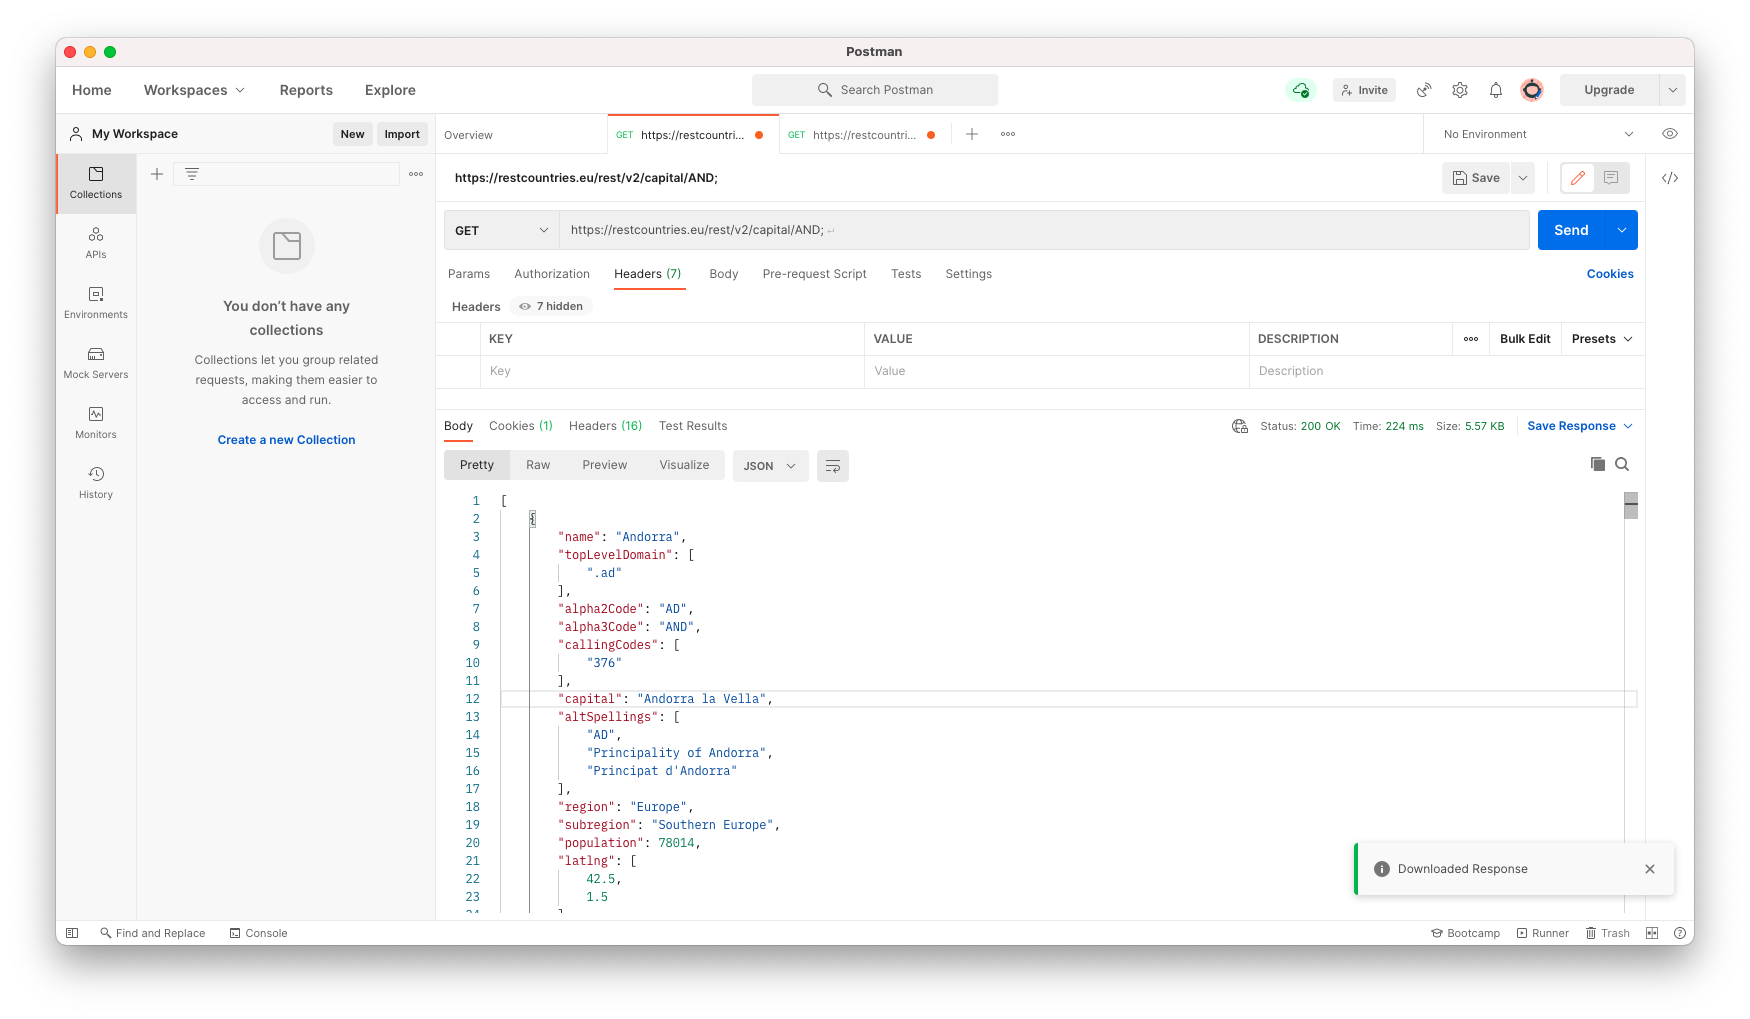 Postman
Home Workspaces Reports Explore Search Postman Invite Upgrade
My Workspace New Import Overview GET https://restcountri... GET https://restcountri... No Environment
Collections
APIs
Environments
Mock Servers
Monitors
History
You don't have any
collections
Collections let you group related
requests, making them easier to
access and run.
Create a new Collection
https://restcountries.eu/rest/v2/capital/AND; Save
GET https://restcountries.eu/rest/v2/capital/AND; Send
Params Authorization Headers (7) Body Pre-request Script Tests Settings Cookies
Headers 7 hidden
KEY VALUE DESCRIPTION Bulk Edit Presets
Key Value Description
Body Cookies (1) Headers (16) Test Results Status: 200 OK Time: 224 ms Size: 5.57 KB Save Response
Pretty Raw Preview Visualize JSON
1 [
2 {
3 "name": "Andorra",
4 "topLevelDomain": [
5 ".ad"
6 ],
7 "alpha2Code": "AD",
8 "alpha3Code": "AND",
9 "callingCodes": [
10 "376"
11 ],
12 "capital": "Andorra la Vella",
13 "altSpellings": [
14 "AD",
15 "Principality of Andorra",
16 "Principat d'Andorra"
17 ],
18 "region": "Europe",
19 "subregion": "Southern Europe",
20 "population": 78014,
21 "latlng": [
22 42.5,
23 1.5
Downloaded Response
Find and Replace Console Bootcamp Runner Trash